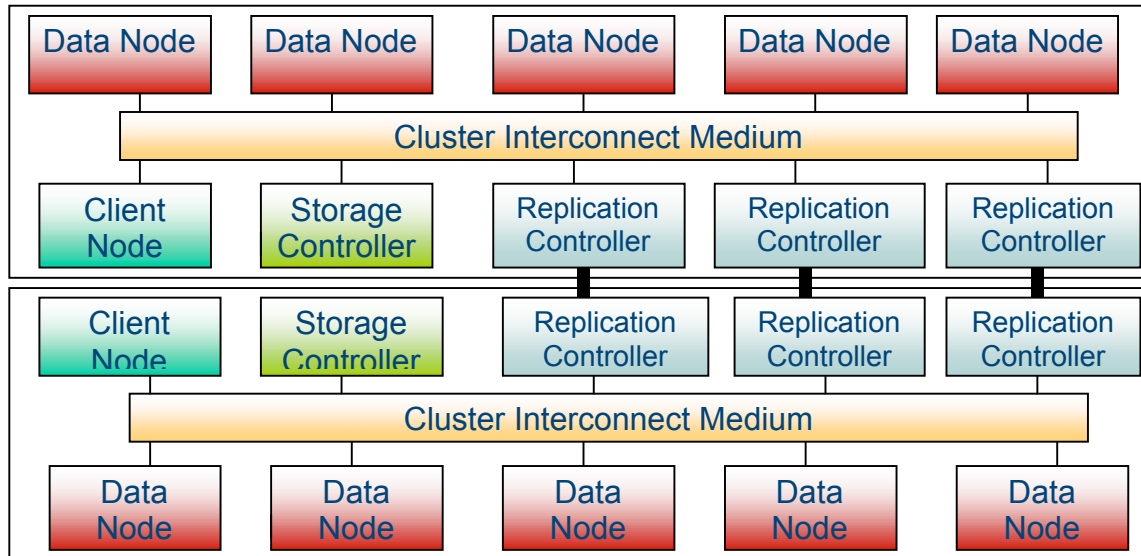 Data Node Data Node Data Node Data Node Data Node
Cluster Interconnect Medium
Client Storage Replication Replication Replication
Node Controller Controller Controller Controller
Client Storage Replication Replication Replication
Node Controller Controller Controller Controller
Cluster Interconnect Medium
Data Data Data Data Data
Node Node Node Node Node